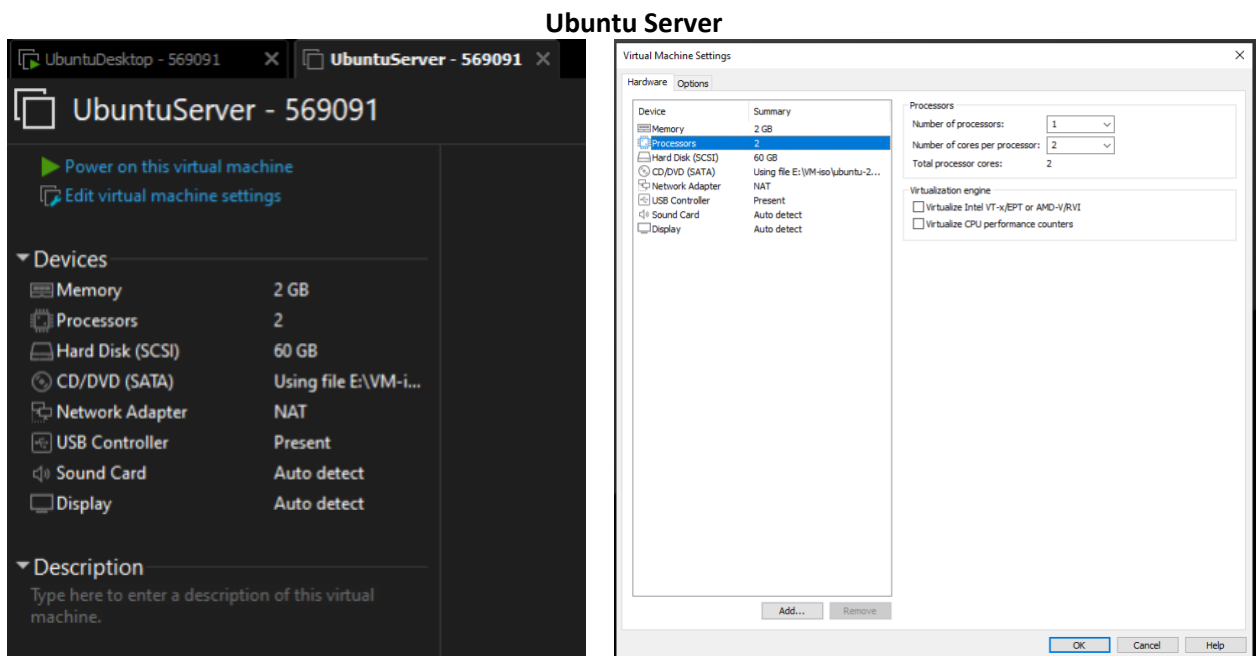 Ubuntu Server
UbuntuDesktop - 569091
UbuntuServer - 569091
UbuntuServer - 569091
Power on this virtual machine
Edit virtual machine settings
Devices
Memory 2 GB
Processors 2
Hard Disk (SCSI) 60 GB
CD/DVD (SATA) Using file E:\VM-i...
Network Adapter NAT
USB Controller Present
Sound Card Auto detect
Display Auto detect
Description
Type here to enter a description of this virtual
machine.
Virtual Machine Settings
Hardware Options
Device Summary
Memory 2 GB
Processors 2
Hard Disk (SCSI) 60 GB
CD/DVD (SATA) Using file E:\VM-iso\ubuntu-2...
Network Adapter NAT
USB Controller Present
Sound Card Auto detect
Display Auto detect
Add... Remove
Processors
Number of processors: 1
Number of cores per processor: 2
Total processor cores: 2
Virtualization engine
Virtualize Intel VT-x/EPT or AMD-V/RVI
Virtualize CPU performance counters
OK Cancel Help